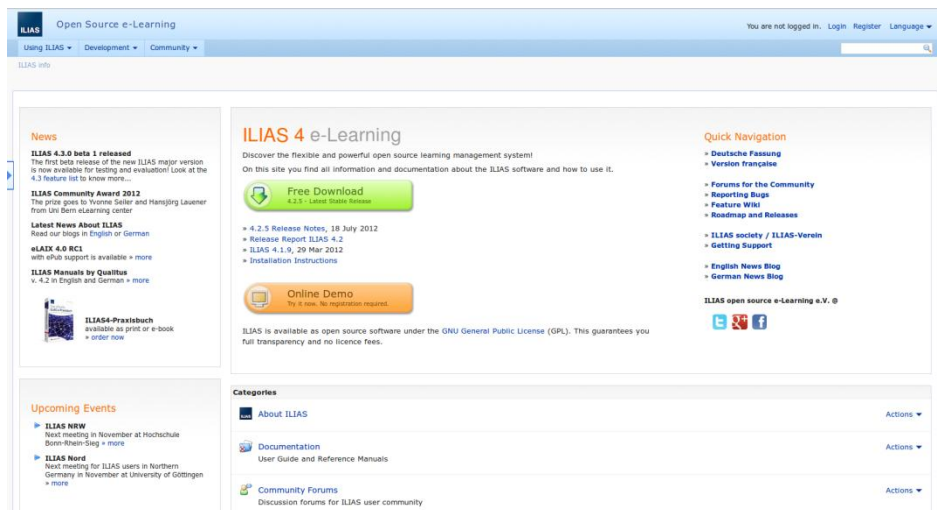 ILIAS
Open Source e-Learning
You are not logged in. Login Register Language
Using ILIAS Development Community
ILIAS info
News
ILIAS 4.3.0 beta 1 released
The first beta release of the new ILIAS major version
is now available for testing and evaluation! Look at the
4.3 feature list to know more...
ILIAS Community Award 2012
The prize goes to Yvonne Seiler and Hansjörg Lauener
from Uni Bern eLearning center
Latest News About ILIAS
Read our blogs in English or German
eLAIX 4.0 RC1
with ePub support is available » more
ILIAS Manuals by Qualitus
v. 4.2 in English and German » more
ILIAS4-Praxisbuch
available as print or e-book
» order now
Upcoming Events
ILIAS NRW
Next meeting in November at Hochschule
Bonn-Rhein-Sieg » more
ILIAS Nord
Next meeting for ILIAS users in Northern
Germany in November at University of Göttingen
» more
ILIAS 4 e-Learning
Discover the flexible and powerful open source learning management system!
On this site you find all information and documentation about the ILIAS software and how to use it.
Free Download
4.2.5 - Latest Stable Release
» 4.2.5 Release Notes, 18 July 2012
» Release Report ILIAS 4.2
» ILIAS 4.1.9, 29 Mar 2012
» Installation Instructions
Online Demo
Try it now. No registration required.
ILIAS is available as open source software under the GNU General Public License (GPL). This guarantees you
full transparency and no licence fees.
Quick Navigation
» Deutsche Fassung
» Version française
» Forums for the Community
» Reporting Bugs
» Feature Wiki
» Roadmap and Releases
» ILIAS society / ILIAS-Verein
» Getting Support
» English News Blog
» German News Blog
ILIAS open source e-Learning e.V. @
Categories
About ILIAS
Actions
Documentation
Actions
User Guide and Reference Manuals
Community Forums
Actions
Discussion forums for ILIAS user community